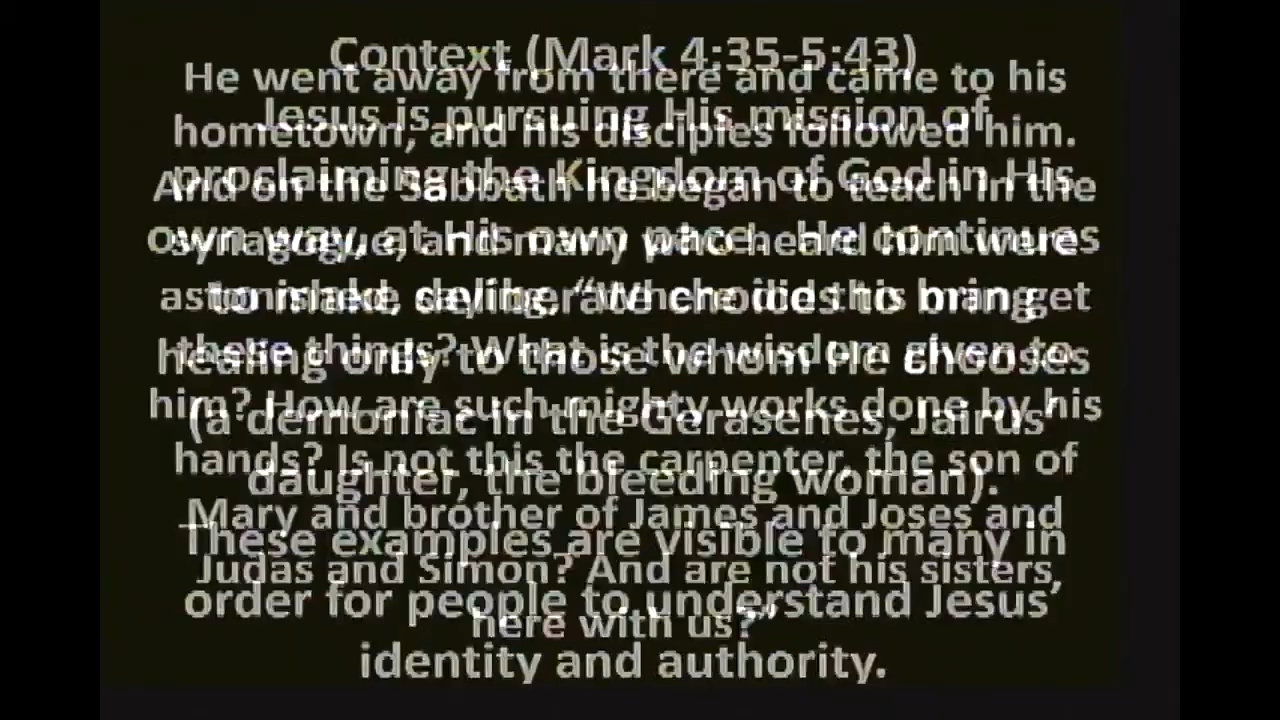 Context (Mark 4:35-5:43)
Jesus is pursuing His mission of
proclaiming the Kingdom of God in His
own way, at His own pace. He continues
to make deliberate choices to bring
healing only to those whom He chooses
(a demoniac in the Gerasenes, Jairus’
daughter, the bleeding woman).
These examples are visible to many in
order for people to understand Jesus’
identity and authority.
He went away from there and came to his
hometown, and his disciples followed him.
And on the Sabbath he began to teach in the
synagogue, and many who heard him were
astonished, saying, “Where did this man get
these things? What is the wisdom given to
him? How are such mighty works done by his
hands? Is not this the carpenter, the son of
Mary and brother of James and Joses and
Judas and Simon? And are not his sisters
here with us?”